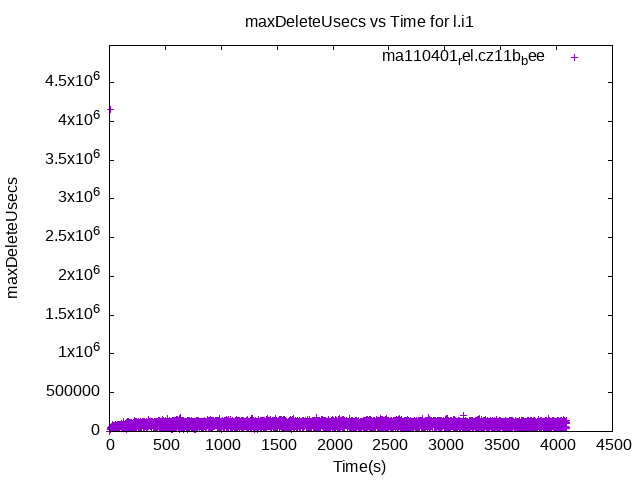 maxDeleteUsecs vs Time for l.i1
ma110401rel.cz11bbee
4.5x10^6
4x10^6
3.5x10^6
3x10^6
2.5x10^6
2x10^6
1.5x10^6
1x10^6
500000
0
maxDeleteUsecs
0 500 1000 1500 2000 2500 3000 3500 4000 4500
Time(s)